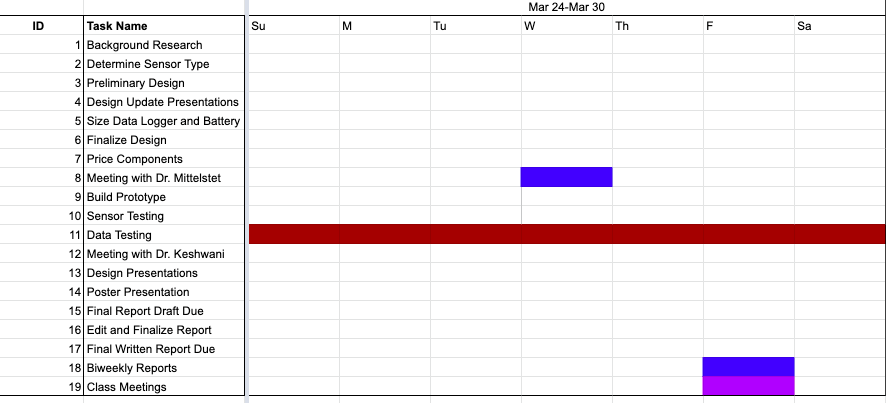 Mar 24-Mar 30
ID Task Name Su M Tu W Th F Sa
1 Background Research
2 Determine Sensor Type
3 Preliminary Design
4 Design Update Presentations
5 Size Data Logger and Battery
6 Finalize Design
7 Price Components
8 Meeting with Dr. Mittelstet
9 Build Prototype
10 Sensor Testing
11 Data Testing
12 Meeting with Dr. Keshwani
13 Design Presentations
14 Poster Presentation
15 Final Report Draft Due
16 Edit and Finalize Report
17 Final Written Report Due
18 Biweekly Reports
19 Class Meetings